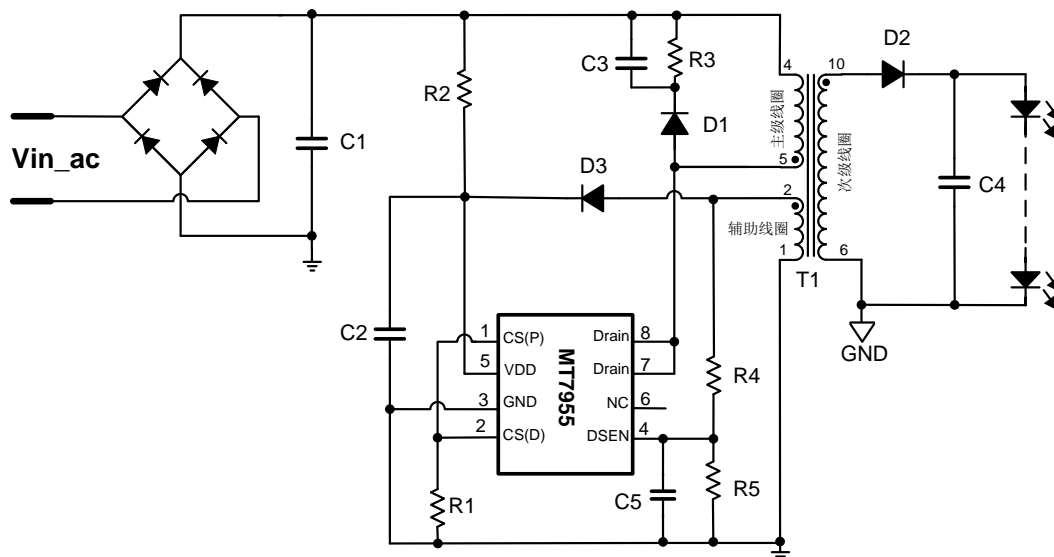 4
10
D2
C3
R3
R2
主级线圈
次级线圈
D1
C1
Vin_ac
5
D3
C4
2
辅助线圈
1
6
T1
C2
1
CS(P)
Drain
8
GND
5
VDD
Drain
7
MT7955
R4
3
GND
NC
6
2
CS(D)
DSEN
4
R1
C5
R5